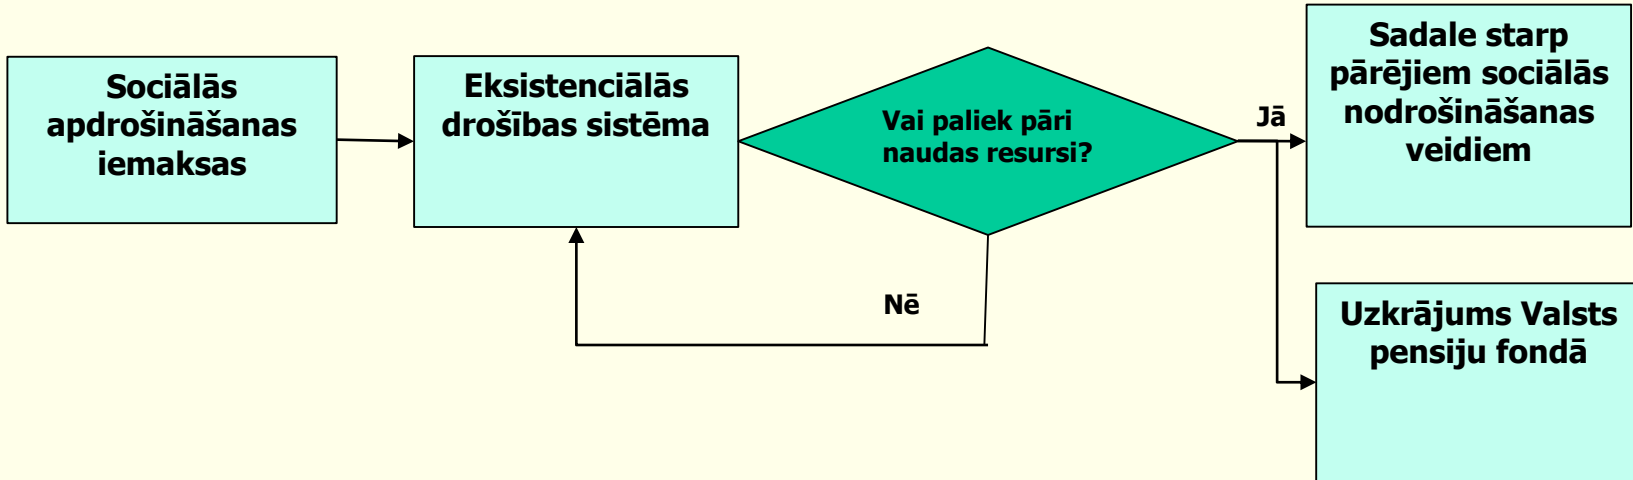 Sociālās
apdrošināšanas
iemaksas
Eksistenciālās
drošības sistēma
Vai paliek pāri
naudas resursi?
Jā
Nē
Sadale starp
pārējiem sociālās
nodrošināšanas
veidiem
Uzkrājums Valsts
pensiju fondā